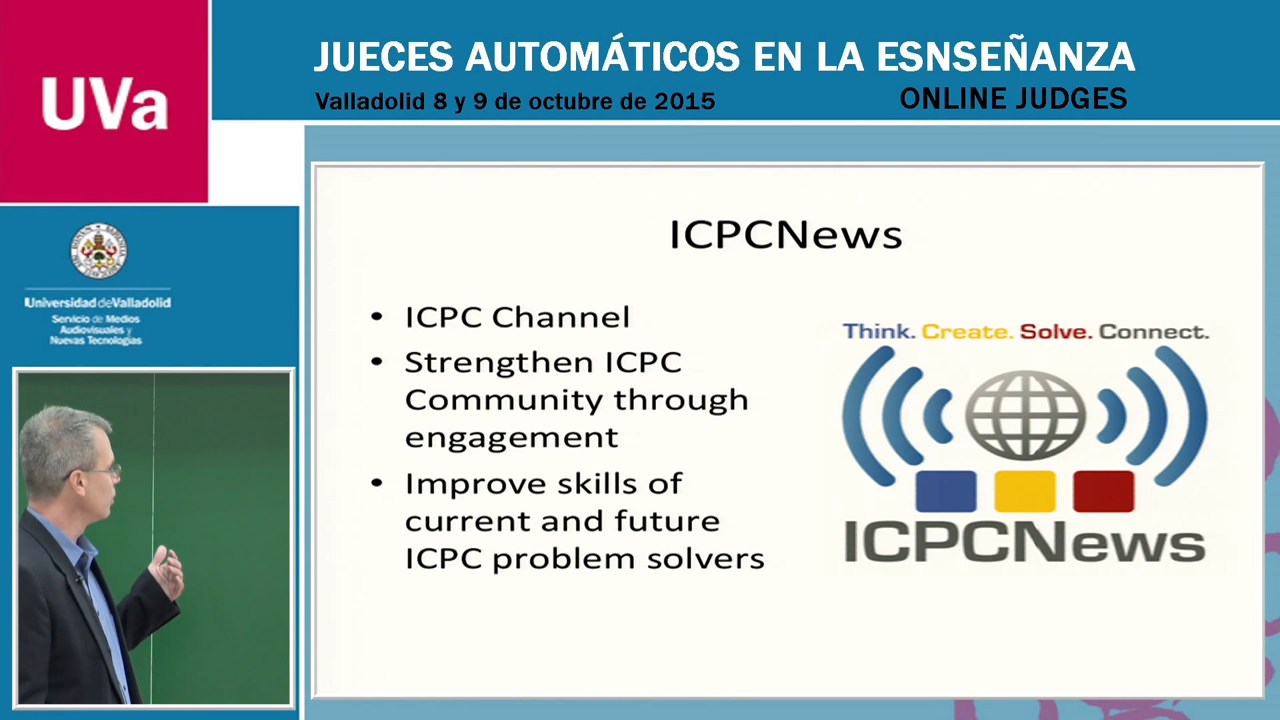 UVa
JUECES AUTOMÁTICOS EN LA ESNSEÑANZA
Valladolid 8 y 9 de octubre de 2015
ONLINE JUDGES
Universidad de Valladolid
Servicio de Medios
Audiovisuales y
Nuevas Tecnologías
ICPCNews
• ICPC Channel
• Strengthen ICPC
Community through
engagement
• Improve skills of
current and future
ICPC problem solvers
Think. Create. Solve. Connect.
ICPCNews